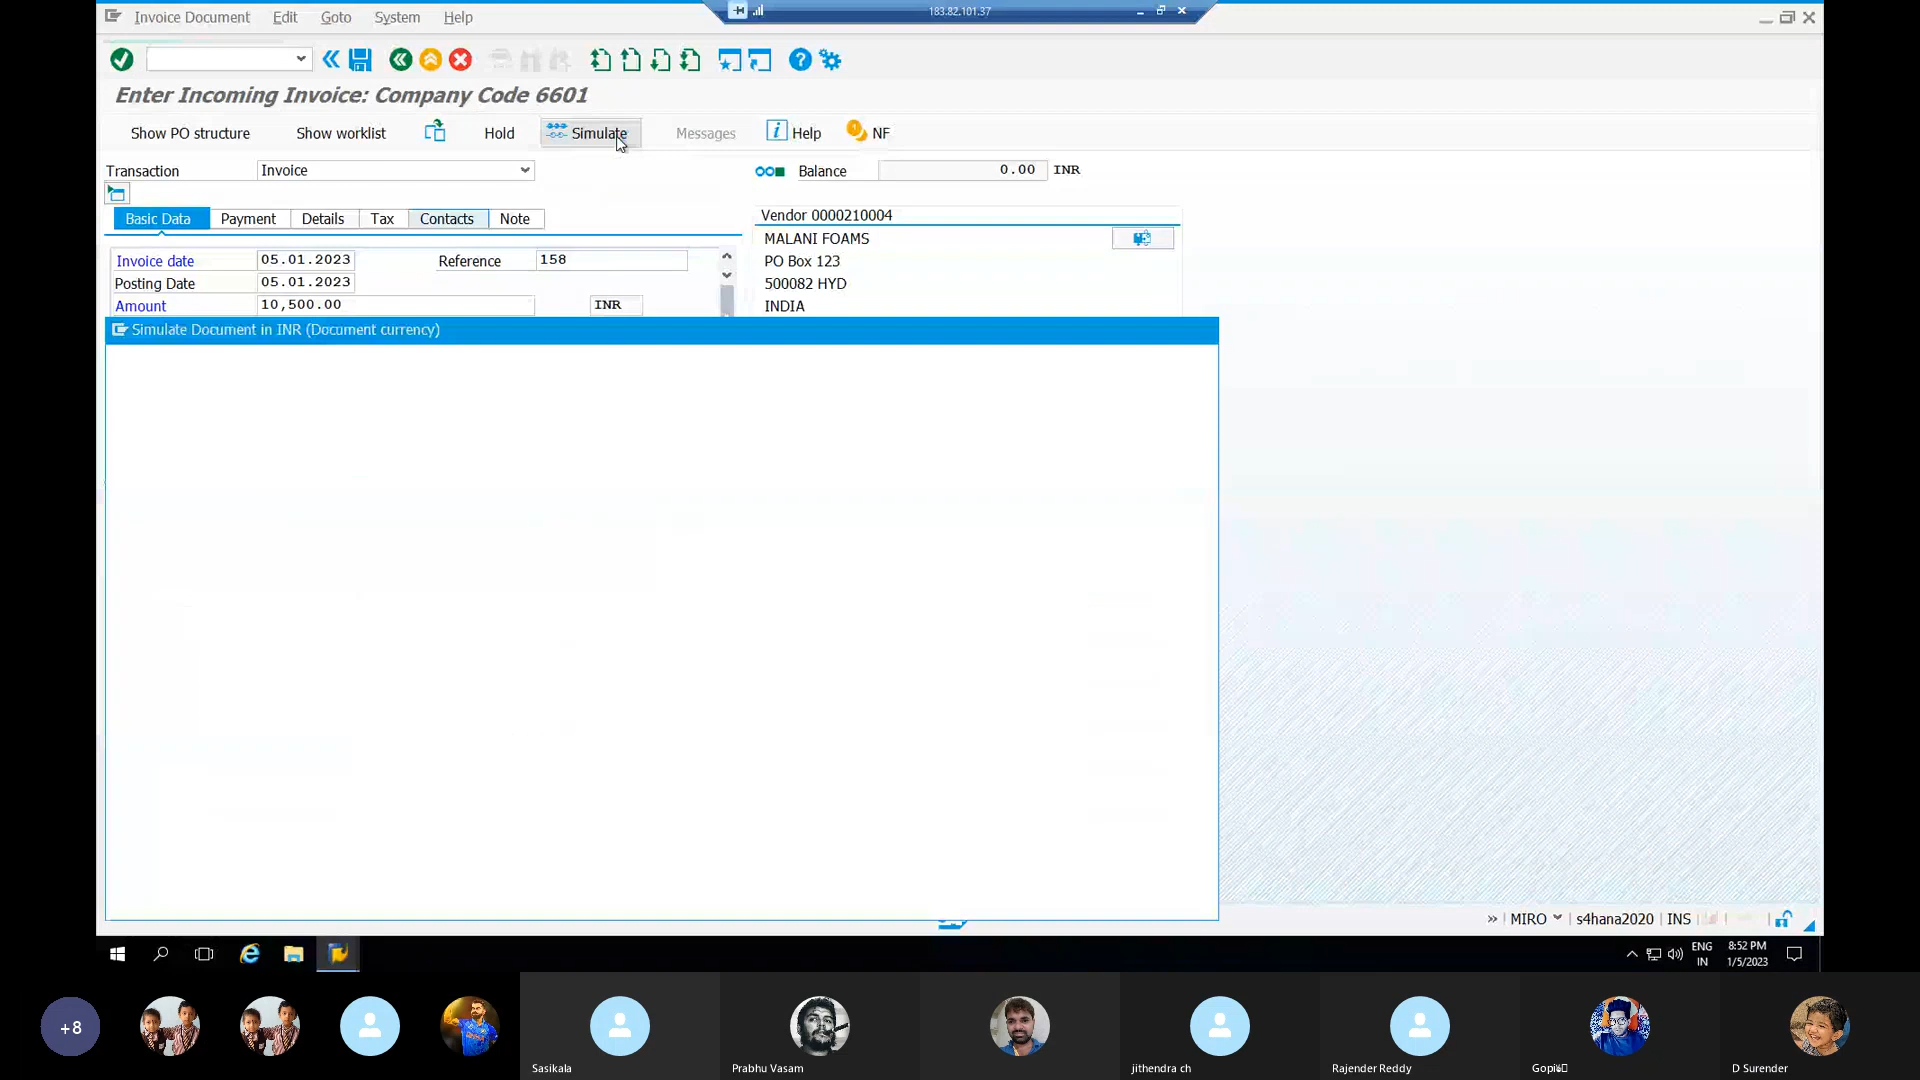 183.82.101.37
Invoice Document Edit Goto System Help
Enter Incoming Invoice: Company Code 6601
Show PO structure Show worklist Hold Simulate Messages Help NF
Transaction Invoice Balance 0.00 INR
Basic Data Payment Details Tax Contacts Note
Vendor 0000210004
Invoice date 05.01.2023 Reference 158
MALANI FOAMS
Posting Date 05.01.2023
PO Box 123
Amount 10,500.00 INR
500082 HYD
INDIA
Simulate Document in INR (Document currency)
MIRO s4hana2020 INS
ENG
IN
8:52 PM
1/5/2023
+8
Sasikala
Prabhu Vasam
jithendra ch
Rajender Reddy
D Surender